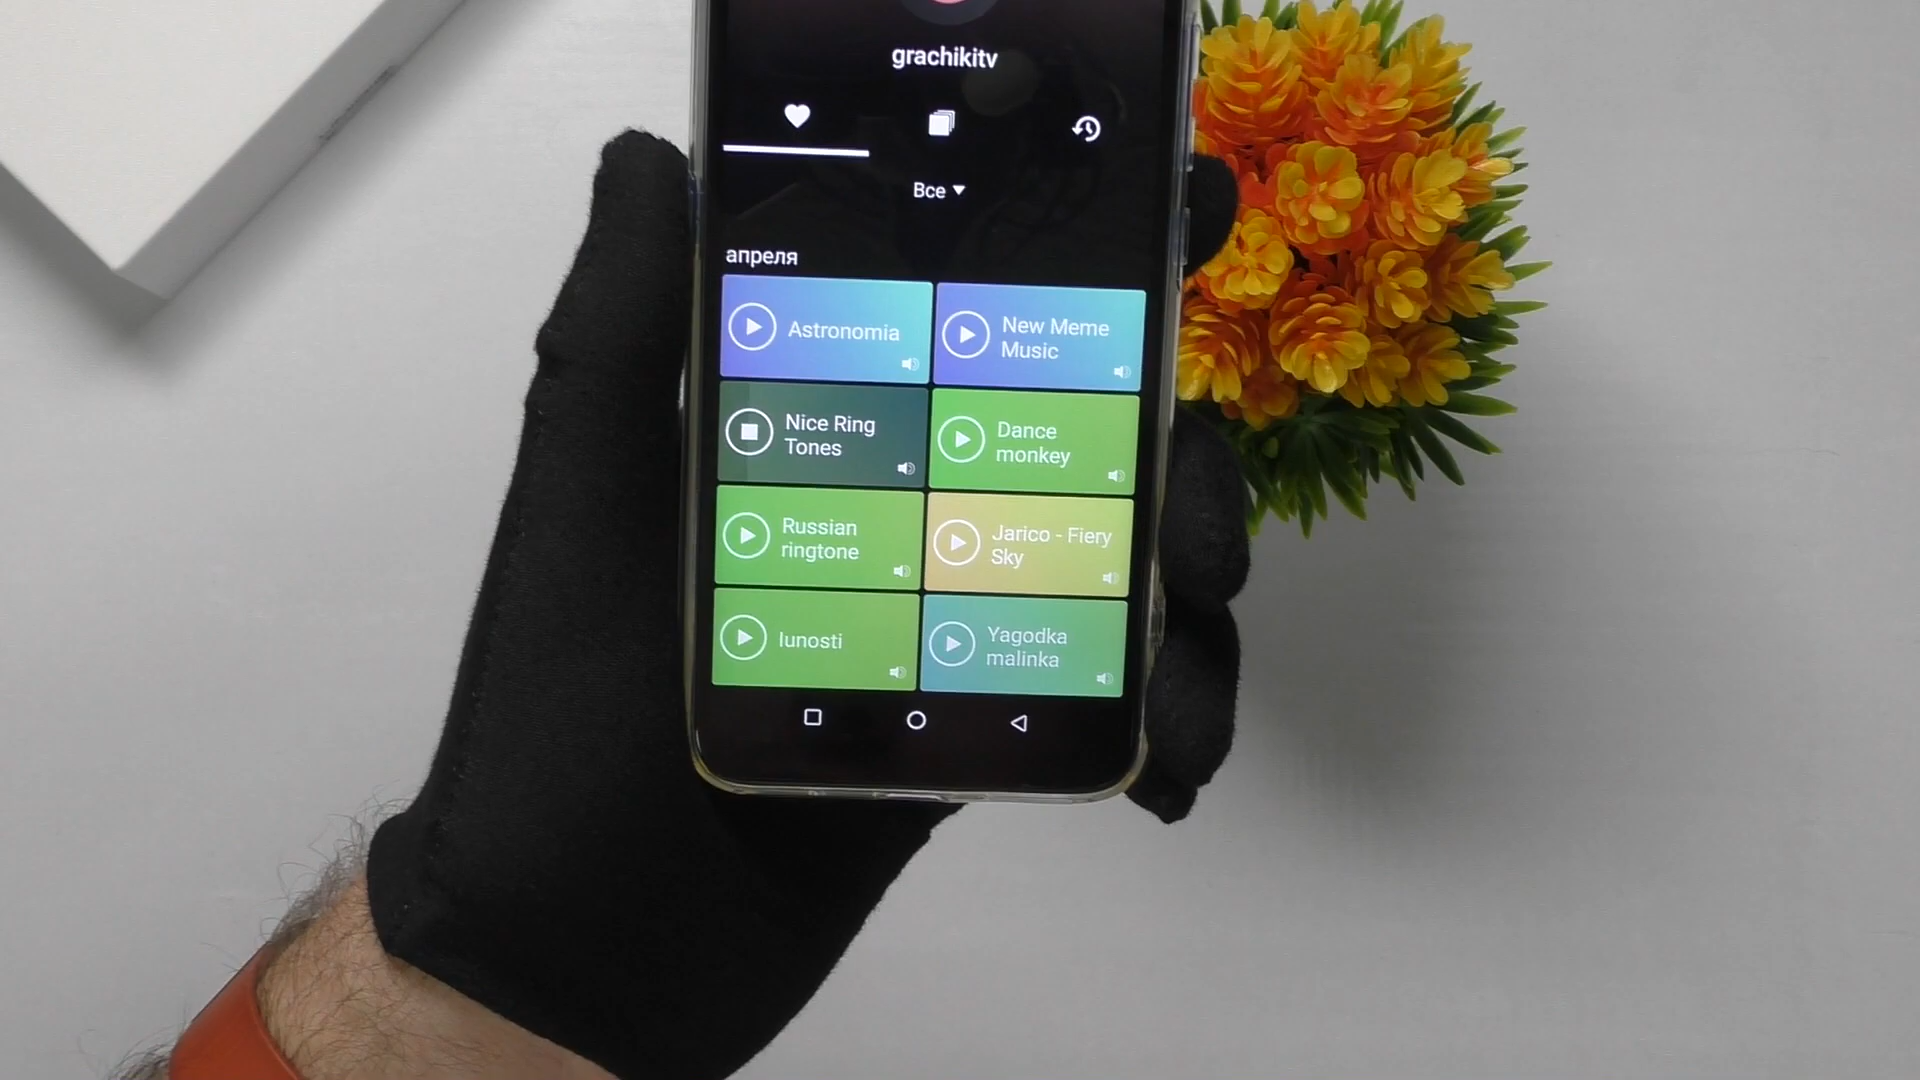 grachikitv
Все
апреля
Astronomia
New Meme
Music
Nice Ring
Tones
Dance
monkey
Russian
ringtone
Jarico - Fiery
Sky
Iunosti
Yagodka
malinka